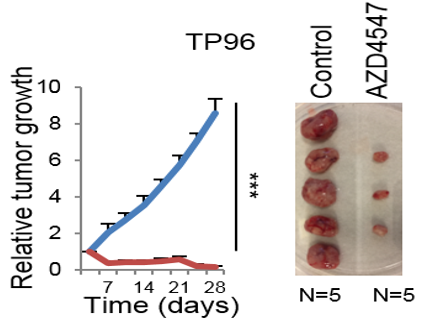 TP96
Relative tumor growth
10
8
6
4
2
0
7 14 21 28
Time (days)
***
Control
AZD4547
N=5 N=5